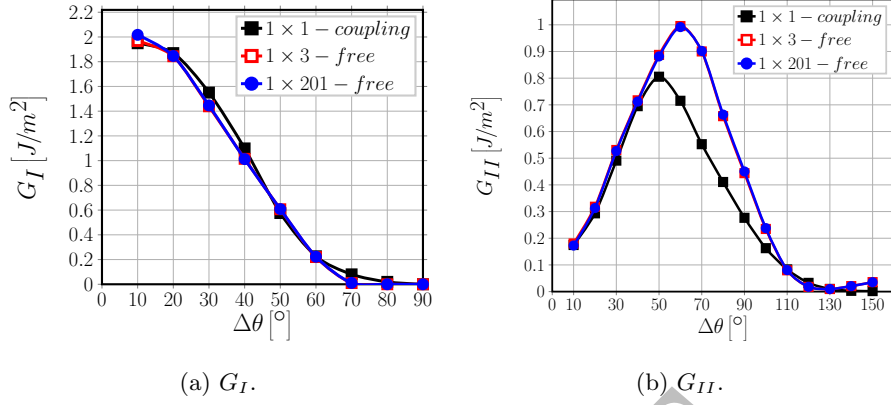 2.2
2
1.8
1.6
1.4
1.2
1
0.8
0.6
0.4
0.2
0
G_I [J/m²]
1 × 1 − coupling
1 × 3 − free
1 × 201 − free
0 10 20 30 40 50 60 70 80 90
Δθ [°]
(a) G_I.
1
0.9
0.8
0.7
0.6
0.5
0.4
0.3
0.2
0.1
0
G_II [J/m²]
1 × 1 − coupling
1 × 3 − free
1 × 201 − free
0 10 30 50 70 90 110 130 150
Δθ [°]
(b) G_II.